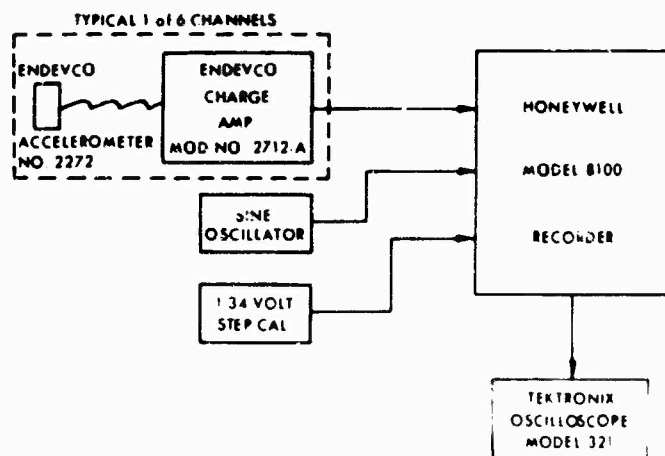 TYPICAL 1 of 6 CHANNELS
ENDEVCO
ACCELEROMETER
NO. 2272
ENDEVCO
CHARGE
AMP
MOD NO. 2712-A
SINE
OSCILLATOR
1.34 VOLT
STEP CAL
HONEYWELL
MODEL 8100
RECORDER
TEKTRONIX
OSCILLOSCOPE
MODEL 321